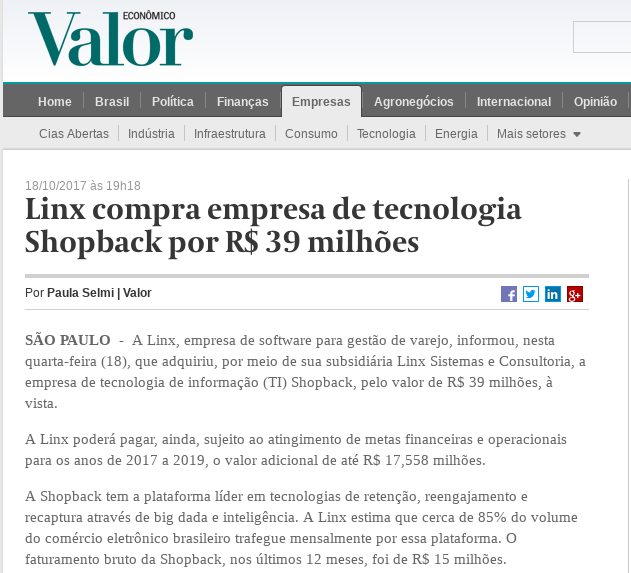 Valor ECONÔMICO
Home Brasil Política Finanças Empresas Agronegócios Internacional Opinião
Cias Abertas Indústria Infraestrutura Consumo Tecnologia Energia Mais setores
18/10/2017 às 19h18
Linx compra empresa de tecnologia
Shopback por R$ 39 milhões
Por Paula Selmi | Valor
SÃO PAULO - A Linx, empresa de software para gestão de varejo, informou, nesta
quarta-feira (18), que adquiriu, por meio de sua subsidiária Linx Sistemas e Consultoria, a
empresa de tecnologia de informação (TI) Shopback, pelo valor de R$ 39 milhões, à
vista.
A Linx poderá pagar, ainda, sujeito ao atingimento de metas financeiras e operacionais
para os anos de 2017 a 2019, o valor adicional de até R$ 17,558 milhões.
A Shopback tem a plataforma líder em tecnologias de retenção, reengajamento e
recaptura através de big dada e inteligência. A Linx estima que cerca de 85% do volume
do comércio eletrônico brasileiro trafegue mensalmente por essa plataforma. O
faturamento bruto da Shopback, nos últimos 12 meses, foi de R$ 15 milhões.